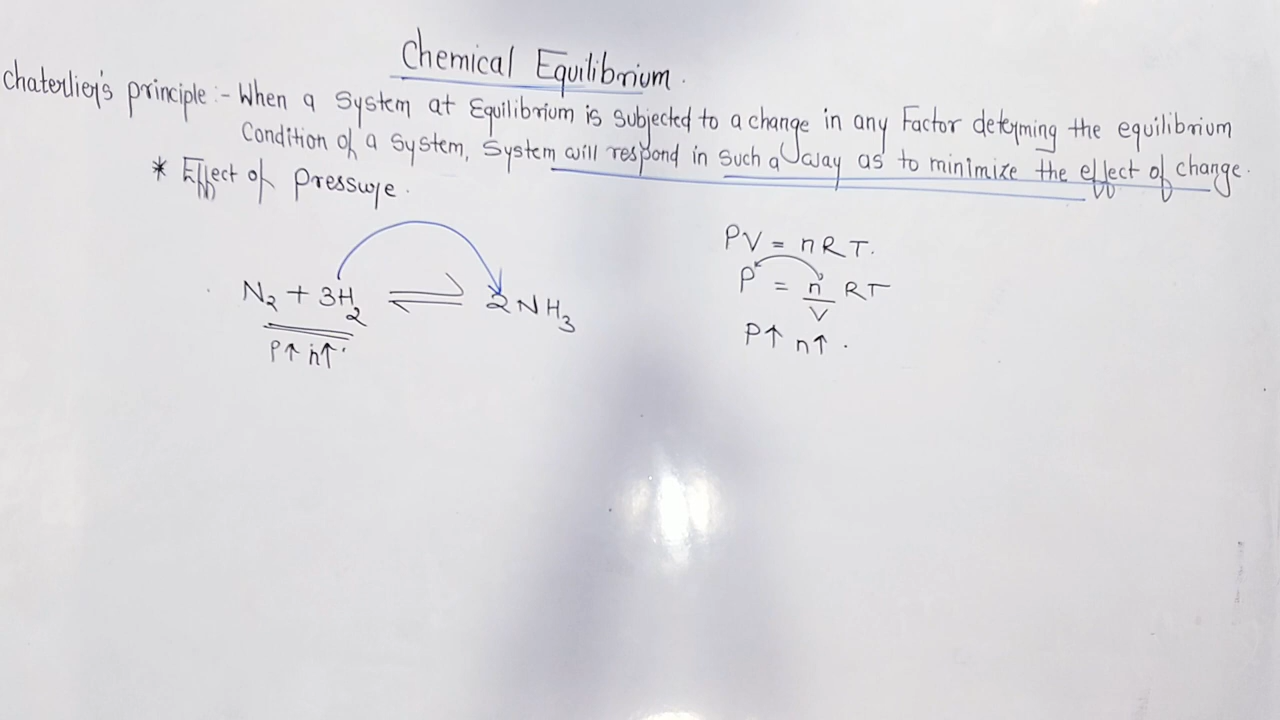 Chemical Equilibrium.
Chaterlier's principle:- When a System at Equilibrium is subjected to a change in any Factor determing the equilibrium
Condition of a system, System will respond in such a way as to minimize the effect of change.
* Effect of pressure.
N₂ + 3H₂ ⇌ 2NH₃
P↑ n↑
PV = nRT.
P = n/V RT
P↑ n↑.